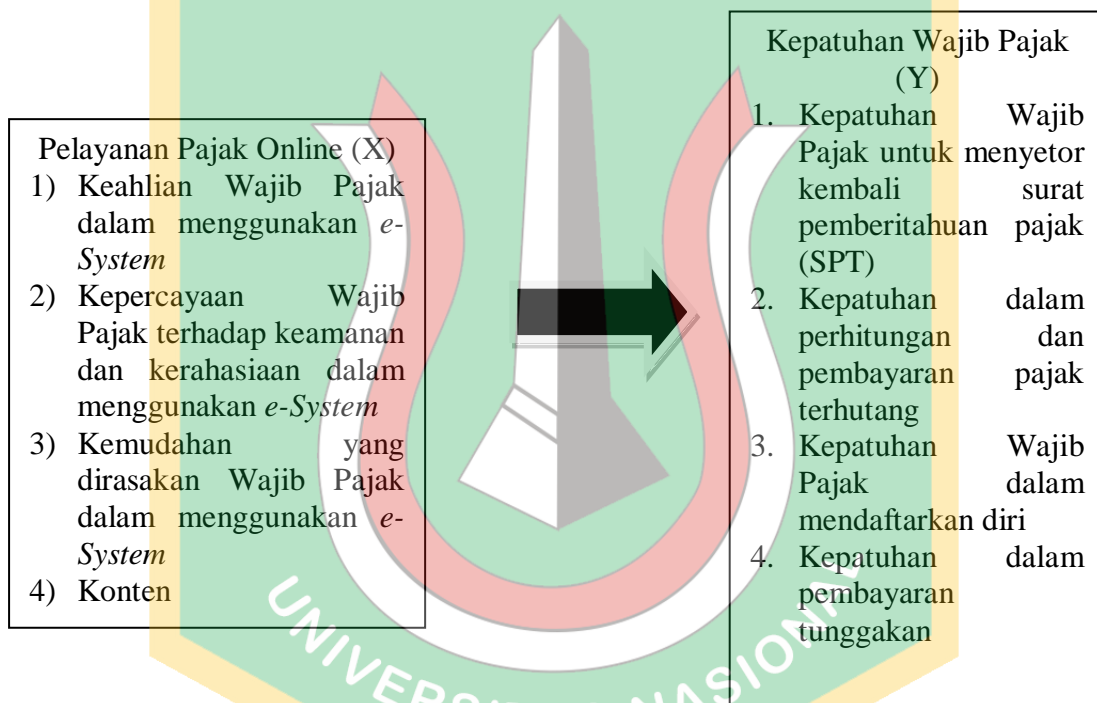 Pelayanan Pajak Online (X)
1) Keahlian Wajib Pajak
dalam menggunakan e-
System
2) Kepercayaan Wajib
Pajak terhadap keamanan
dan kerahasiaan dalam
menggunakan e-System
3) Kemudahan yang
dirasakan Wajib Pajak
dalam menggunakan e-
System
4) Konten
Kepatuhan Wajib Pajak
(Y)
1. Kepatuhan Wajib
Pajak untuk menyetor
kembali surat
pemberitahuan pajak
(SPT)
2. Kepatuhan dalam
perhitungan dan
pembayaran pajak
terhutang
3. Kepatuhan Wajib
Pajak dalam
mendaftarkan diri
4. Kepatuhan dalam
pembayaran
tunggakan
UNIVERSITAS NASIONAL